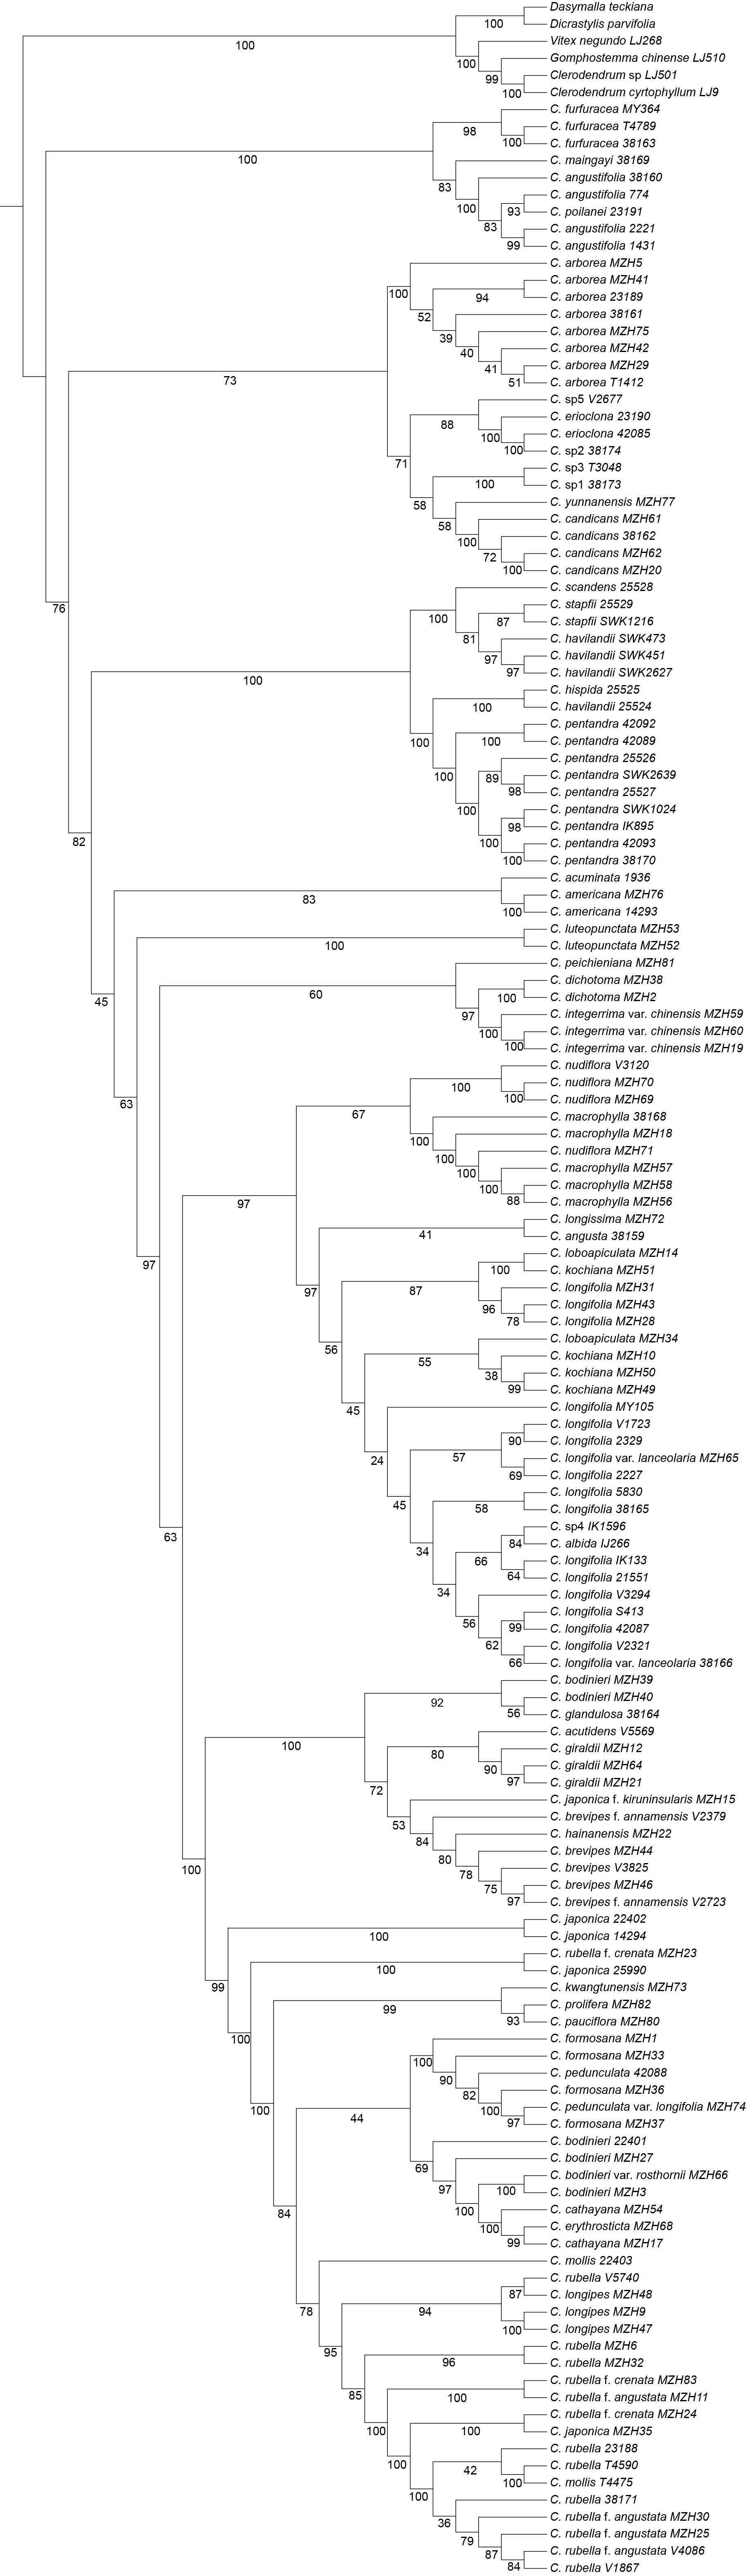 Dasymalla teckiana
Dicrastylis parvifolia
100
Vitex negundo LJ268
100
100
Gomphostemma chinense LJ510
Clerodendrum sp LJ501
99
Clerodendrum cyrtophyllum LJ9
100
C. furfuracea MY364
C. furfuracea T4789
98
C. furfuracea 38163
100
C. maingayi 38169
100
C. angustifolia 38160
83
C. angustifolia 774
100
C. poilanei 23191
93
C. angustifolia 2221
83
C. angustifolia 1431
99
C. arborea MZH5
C. arborea MZH41
100
C. arborea 23189
94
C. arborea 38161
52
C. arborea MZH75
39
C. arborea MZH42
40
C. arborea MZH29
41
C. arborea T1412
73
51
C. sp5 V2677
C. erioclona 23190
88
C. erioclona 42085
100
C. sp2 38174
100
71
C. sp3 T3048
C. sp1 38173
100
C. yunnanensis MZH77
58
C. candicans MZH61
58
C. candicans 38162
100
C. candicans MZH62
72
C. candicans MZH20
100
C. scandens 25528
C. stapfii 25529
76
C. stapfii SWK1216
100
87
C. havilandii SWK473
81
C. havilandii SWK451
97
C. havilandii SWK2627
97
100
C. hispida 25525
C. havilandii 25524
100
C. pentandra 42092
C. pentandra 42089
100
100
C. pentandra 25526
100
C. pentandra SWK2639
89
C. pentandra 25527
98
C. pentandra SWK1024
100
C. pentandra IK895
98
C. pentandra 42093
82
100
C. pentandra 38170
100
C. acuminata 1936
C. americana MZH76
83
C. americana 14293
100
C. luteopunctata MZH53
C. luteopunctata MZH52
100
C. peichieniana MZH81
C. dichotoma MZH38
60
C. dichotoma MZH2
100
45
C. integerrima var. chinensis MZH59
97
C. integerrima var. chinensis MZH60
100
C. integerrima var. chinensis MZH19
100
C. nudiflora V3120
C. nudiflora MZH70
100
C. nudiflora MZH69
100
63
C. macrophylla 38168
67
C. macrophylla MZH18
100
C. nudiflora MZH71
100
C. macrophylla MZH57
100
C. macrophylla MZH58
100
C. macrophylla MZH56
88
97
C. longissima MZH72
C. angusta 38159
41
C. loboapiculata MZH14
97
C. kochiana MZH51
100
C. longifolia MZH31
97
87
C. longifolia MZH43
96
C. longifolia MZH28
78
C. loboapiculata MZH34
56
C. kochiana MZH10
55
C. kochiana MZH50
38
C. kochiana MZH49
99
C. longifolia MY105
45
C. longifolia V1723
C. longifolia 2329
90
C. longifolia var. lanceolaria MZH65
24
57
C. longifolia 2227
69
C. longifolia 5830
45
C. longifolia 38165
58
C. sp4 IK1596
63
C. albida IJ266
84
34
C. longifolia IK133
66
C. longifolia 21551
64
C. longifolia V3294
34
C. longifolia S413
C. longifolia 42087
56
99
C. longifolia V2321
62
C. longifolia var. lanceolaria 38166
66
C. bodinieri MZH39
C. bodinieri MZH40
92
C. glandulosa 38164
56
C. acutidens V5569
100
C. giraldii MZH12
80
C. giraldii MZH64
90
C. giraldii MZH21
97
72
C. japonica f. kiruninsularis MZH15
C. brevipes f. annamensis V2379
53
C. hainanensis MZH22
84
C. brevipes MZH44
80
C. brevipes V3825
78
100
C. brevipes MZH46
75
C. brevipes f. annamensis V2723
97
C. japonica 22402
C. japonica 14294
100
C. rubella f. crenata MZH23
C. japonica 25990
100
99
C. kwangtunensis MZH73
C. prolifera MZH82
99
C. pauciflora MZH80
93
C. formosana MZH1
100
C. formosana MZH33
100
C. pedunculata 42088
90
C. formosana MZH36
82
100
C. pedunculata var. longifolia MZH74
100
44
C. formosana MZH37
97
C. bodinieri 22401
C. bodinieri MZH27
69
C. bodinieri var. rosthornii MZH66
97
C. bodinieri MZH3
100
C. cathayana MZH54
100
84
C. erythrosticta MZH68
100
C. cathayana MZH17
99
C. mollis 22403
C. rubella V5740
C. longipes MZH48
87
C. longipes MZH9
78
94
C. longipes MZH47
100
C. rubella MZH6
95
C. rubella MZH32
96
C. rubella f. crenata MZH83
85
C. rubella f. angustata MZH11
100
C. rubella f. crenata MZH24
100
C. japonica MZH35
100
C. rubella 23188
100
C. rubella T4590
42
C. mollis T4475
100
100
C. rubella 38171
C. rubella f. angustata MZH30
36
C. rubella f. angustata MZH25
79
C. rubella f. angustata V4086
87
C. rubella V1867
84